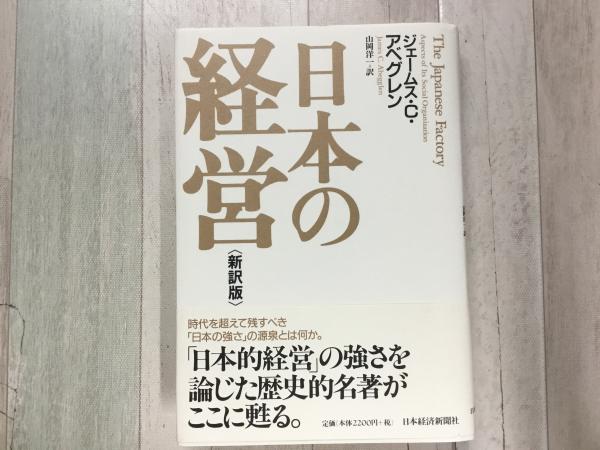 The Japanese Factory
Aspects of Its Social Organization
ジェームス・C・
アベグレン
James C. Abegglen
山岡洋一・訳
日本の
経営
〈新訳版〉
時代を超えて残すべき
「日本の強さ」の源泉とは何か。
「日本的経営」の強さを
論じた歴史的名著が
ここに甦る。
定価(本体2200円+税)
日本経済新聞社